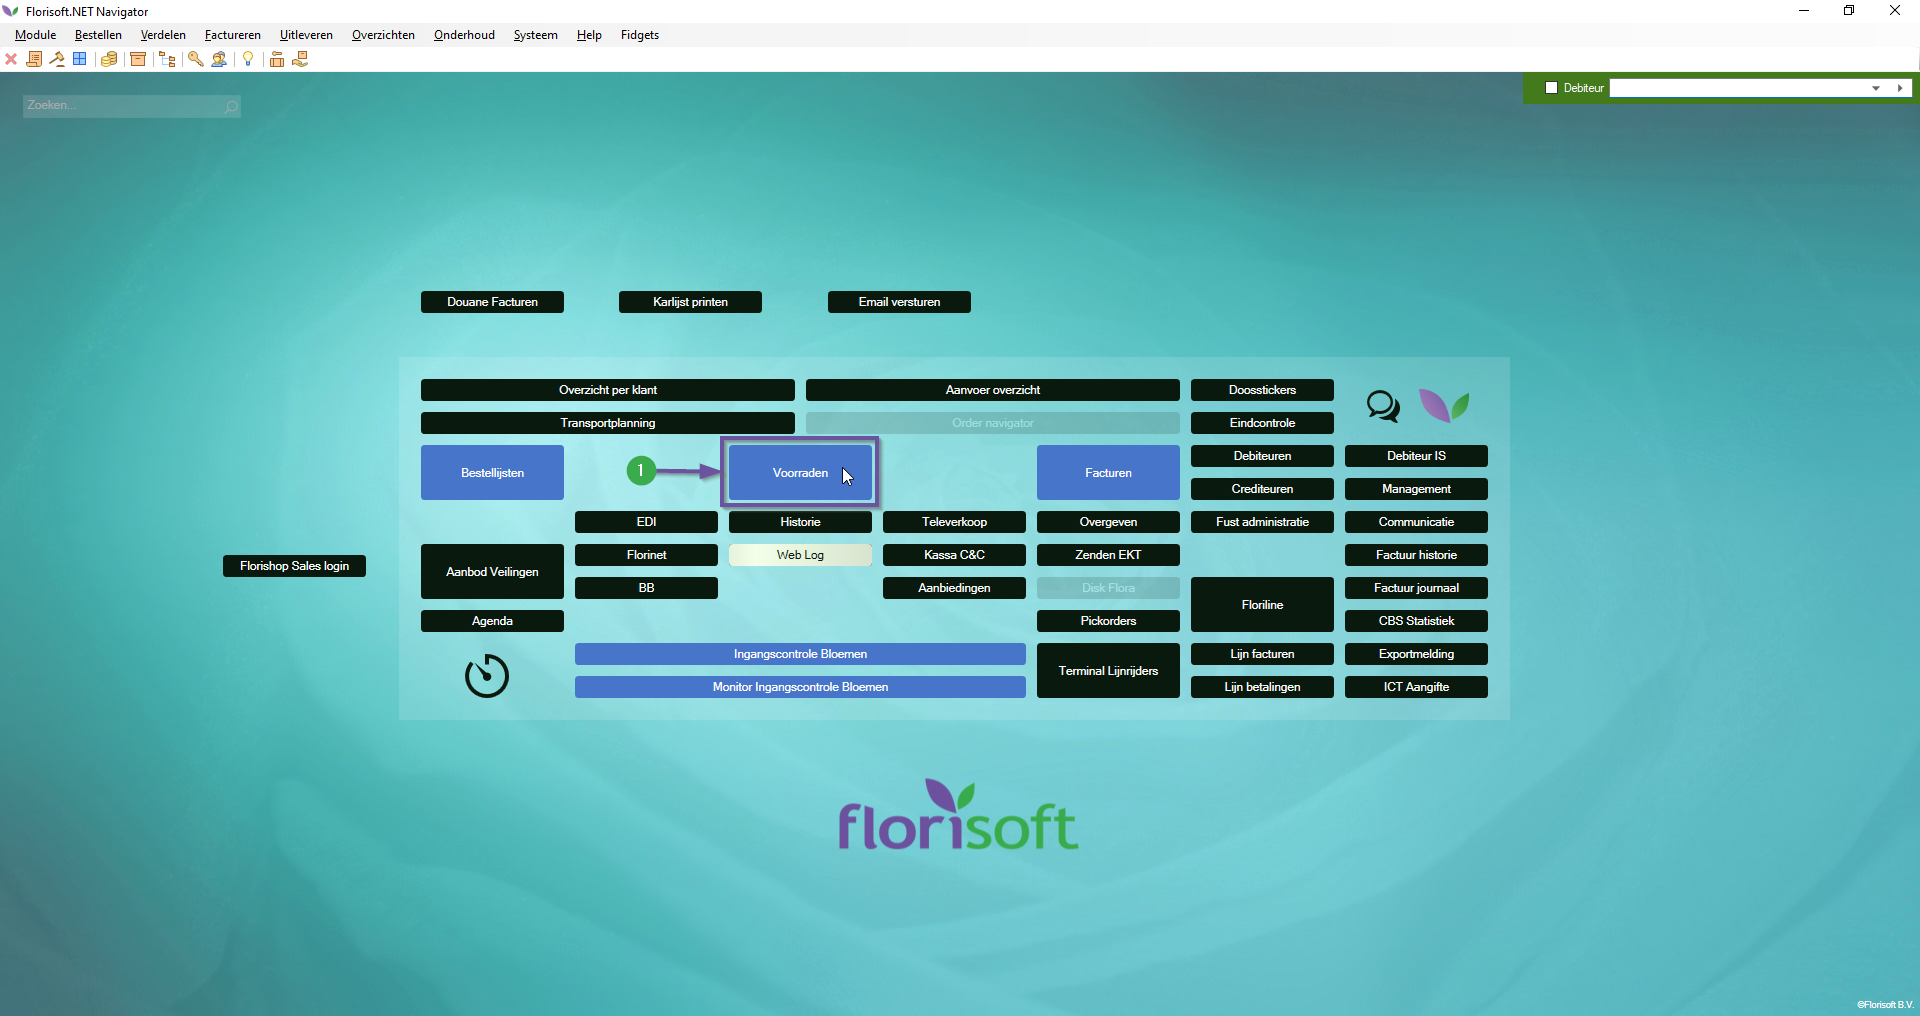 Florisoft.NET Navigator
Module Bestellen Verdelen Factureren Uitleveren Overzichten Onderhoud Systeem Help Fidgets
Debiteur
Zoeken...
Douane Facturen Karlijst printen Email versturen
Overzicht per klant Aanvoer overzicht Doosstickers
Transportplanning Order navigator Eindcontrole
Debiteuren Debiteur IS
Bestellijsten 1 Voorraden Facturen
Crediteuren Management
EDI Historie Televerkoop Overgeven Fust administratie Communicatie
Florinet Web Log Kassa C&C Zenden EKT Factuur historie
Florishop Sales login
Aanbod Veilingen
BB Aanbiedingen Disk Flora Factuur journaal
Floriline
Agenda Pickorders CBS Statistiek
Ingangscontrole Bloemen Lijn facturen Exportmelding
Terminal Lijnrijders
Monitor Ingangscontrole Bloemen Lijn betalingen ICT Aangifte
florisoft
©Florisoft B.V.